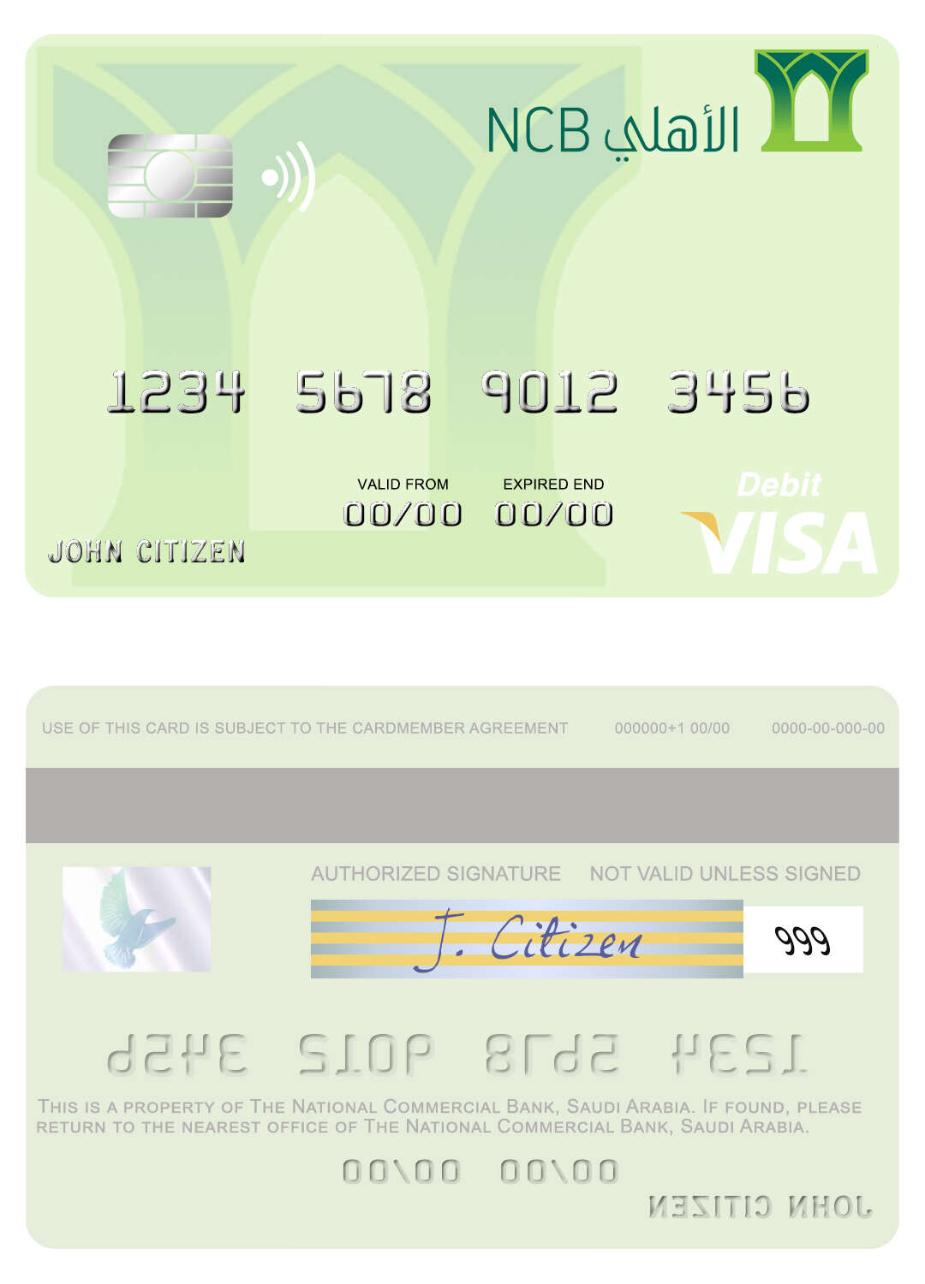 NCB الأهلي
1234 5678 9012 3456
VALID FROM EXPIRED END
00/00 00/00
JOHN CITIZEN
Debit
VISA
USE OF THIS CARD IS SUBJECT TO THE CARDMEMBER AGREEMENT 000000+1 00/00 0000-00-000-00
AUTHORIZED SIGNATURE NOT VALID UNLESS SIGNED
J. Citizen 999
1234 5678 9012 3456
THIS IS A PROPERTY OF THE NATIONAL COMMERCIAL BANK, SAUDI ARABIA. IF FOUND, PLEASE
RETURN TO THE NEAREST OFFICE OF THE NATIONAL COMMERCIAL BANK, SAUDI ARABIA.
00/00 00/00
JOHN CITIZEN